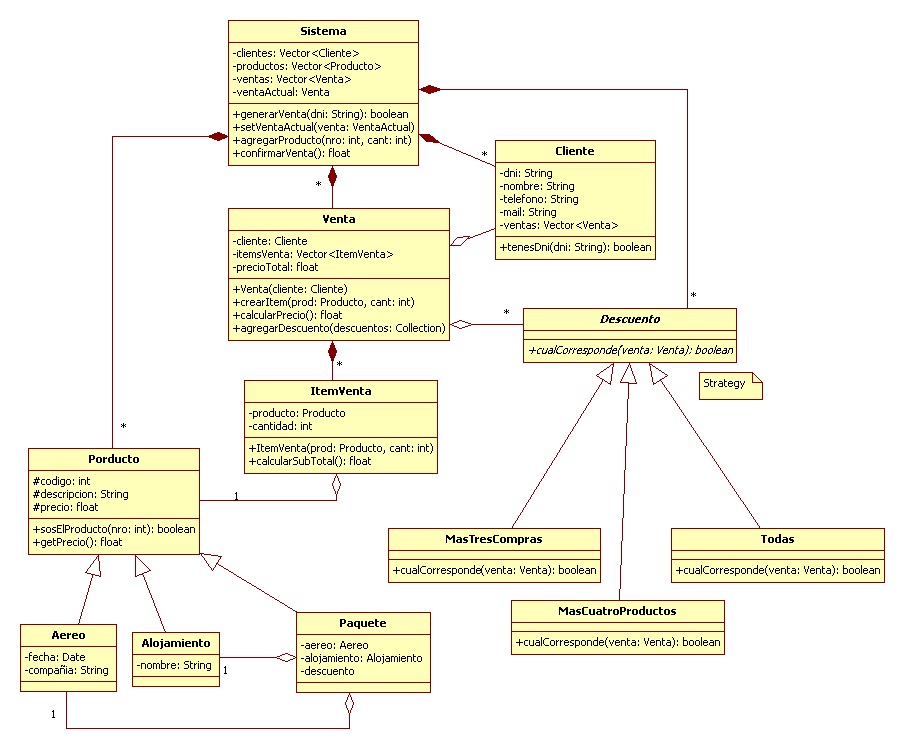 Sistema
-clientes: Vector<Cliente>
-productos: Vector<Producto>
-ventas: Vector<Venta>
-ventaActual: Venta
+generarVenta(dni: String): boolean
+setVentaActual(venta: VentaActual)
+agregarProducto(nro: int, cant: int)
+confirmarVenta(): float
*
Cliente
-dni: String
-nombre: String
-telefono: String
-mail: String
-ventas: Vector<Venta>
+tenesDni(dni: String): boolean
*
Venta
-cliente: Cliente
-itemsVenta: Vector<ItemVenta>
-precioTotal: float
+Venta(cliente: Cliente)
+crearItem(prod: Producto, cant: int)
+calcularPrecio(): float
+agregarDescuento(descuentos: Collection)
*
*
Descuento
+cualCorresponde(venta: Venta): boolean
Strategy
*
ItemVenta
-producto: Producto
-cantidad: int
+ItemVenta(prod: Producto, cant: int)
+calcularSubTotal(): float
*
Porducto
#codigo: int
#descripcion: String
#precio: float
+sosElProducto(nro: int): boolean
+getPrecio(): float
1
MasTresCompras
+cualCorresponde(venta: Venta): boolean
Todas
+cualCorresponde(venta: Venta): boolean
MasCuatroProductos
+cualCorresponde(venta: Venta): boolean
Aereo
-fecha: Date
-compañia: String
Alojamiento
-nombre: String
1
Paquete
-aereo: Aereo
-alojamiento: Alojamiento
-descuento
1